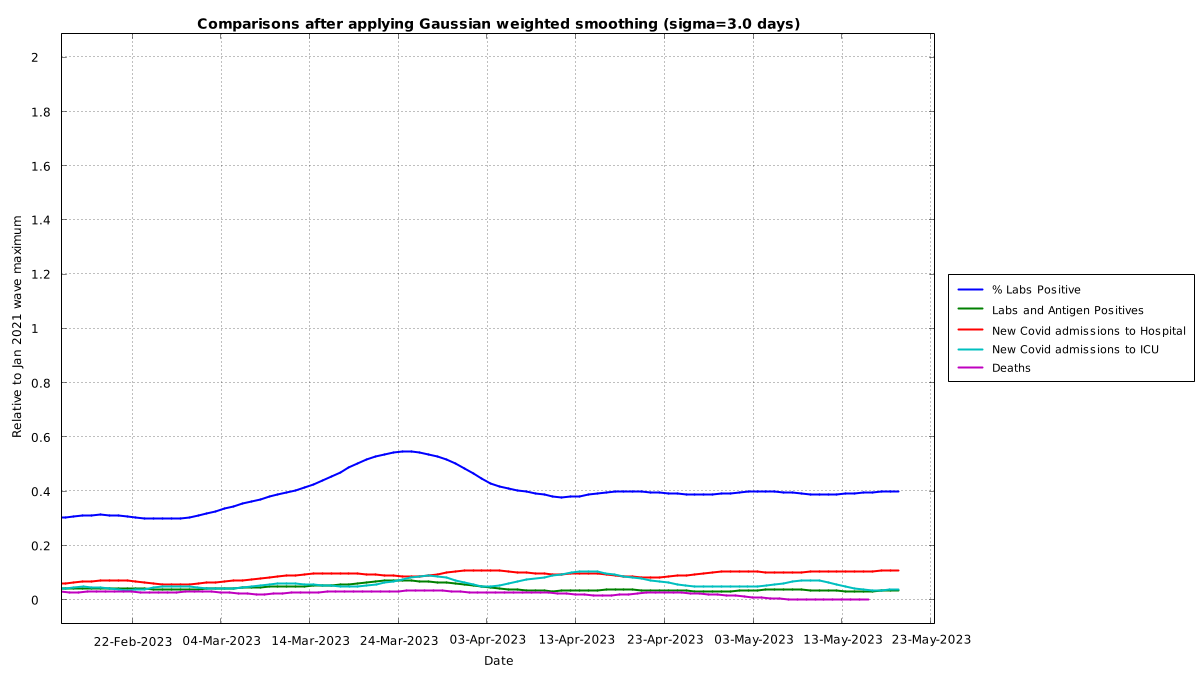 Comparisons after applying Gaussian weighted smoothing (sigma=3.0 days)
Relative to Jan 2021 wave maximum
2
1.8
1.6
1.4
1.2
1
0.8
0.6
0.4
0.2
0
22-Feb-2023 04-Mar-2023 14-Mar-2023 24-Mar-2023 03-Apr-2023 13-Apr-2023 23-Apr-2023 03-May-2023 13-May-2023 23-May-2023
Date
% Labs Positive
Labs and Antigen Positives
New Covid admissions to Hospital
New Covid admissions to ICU
Deaths